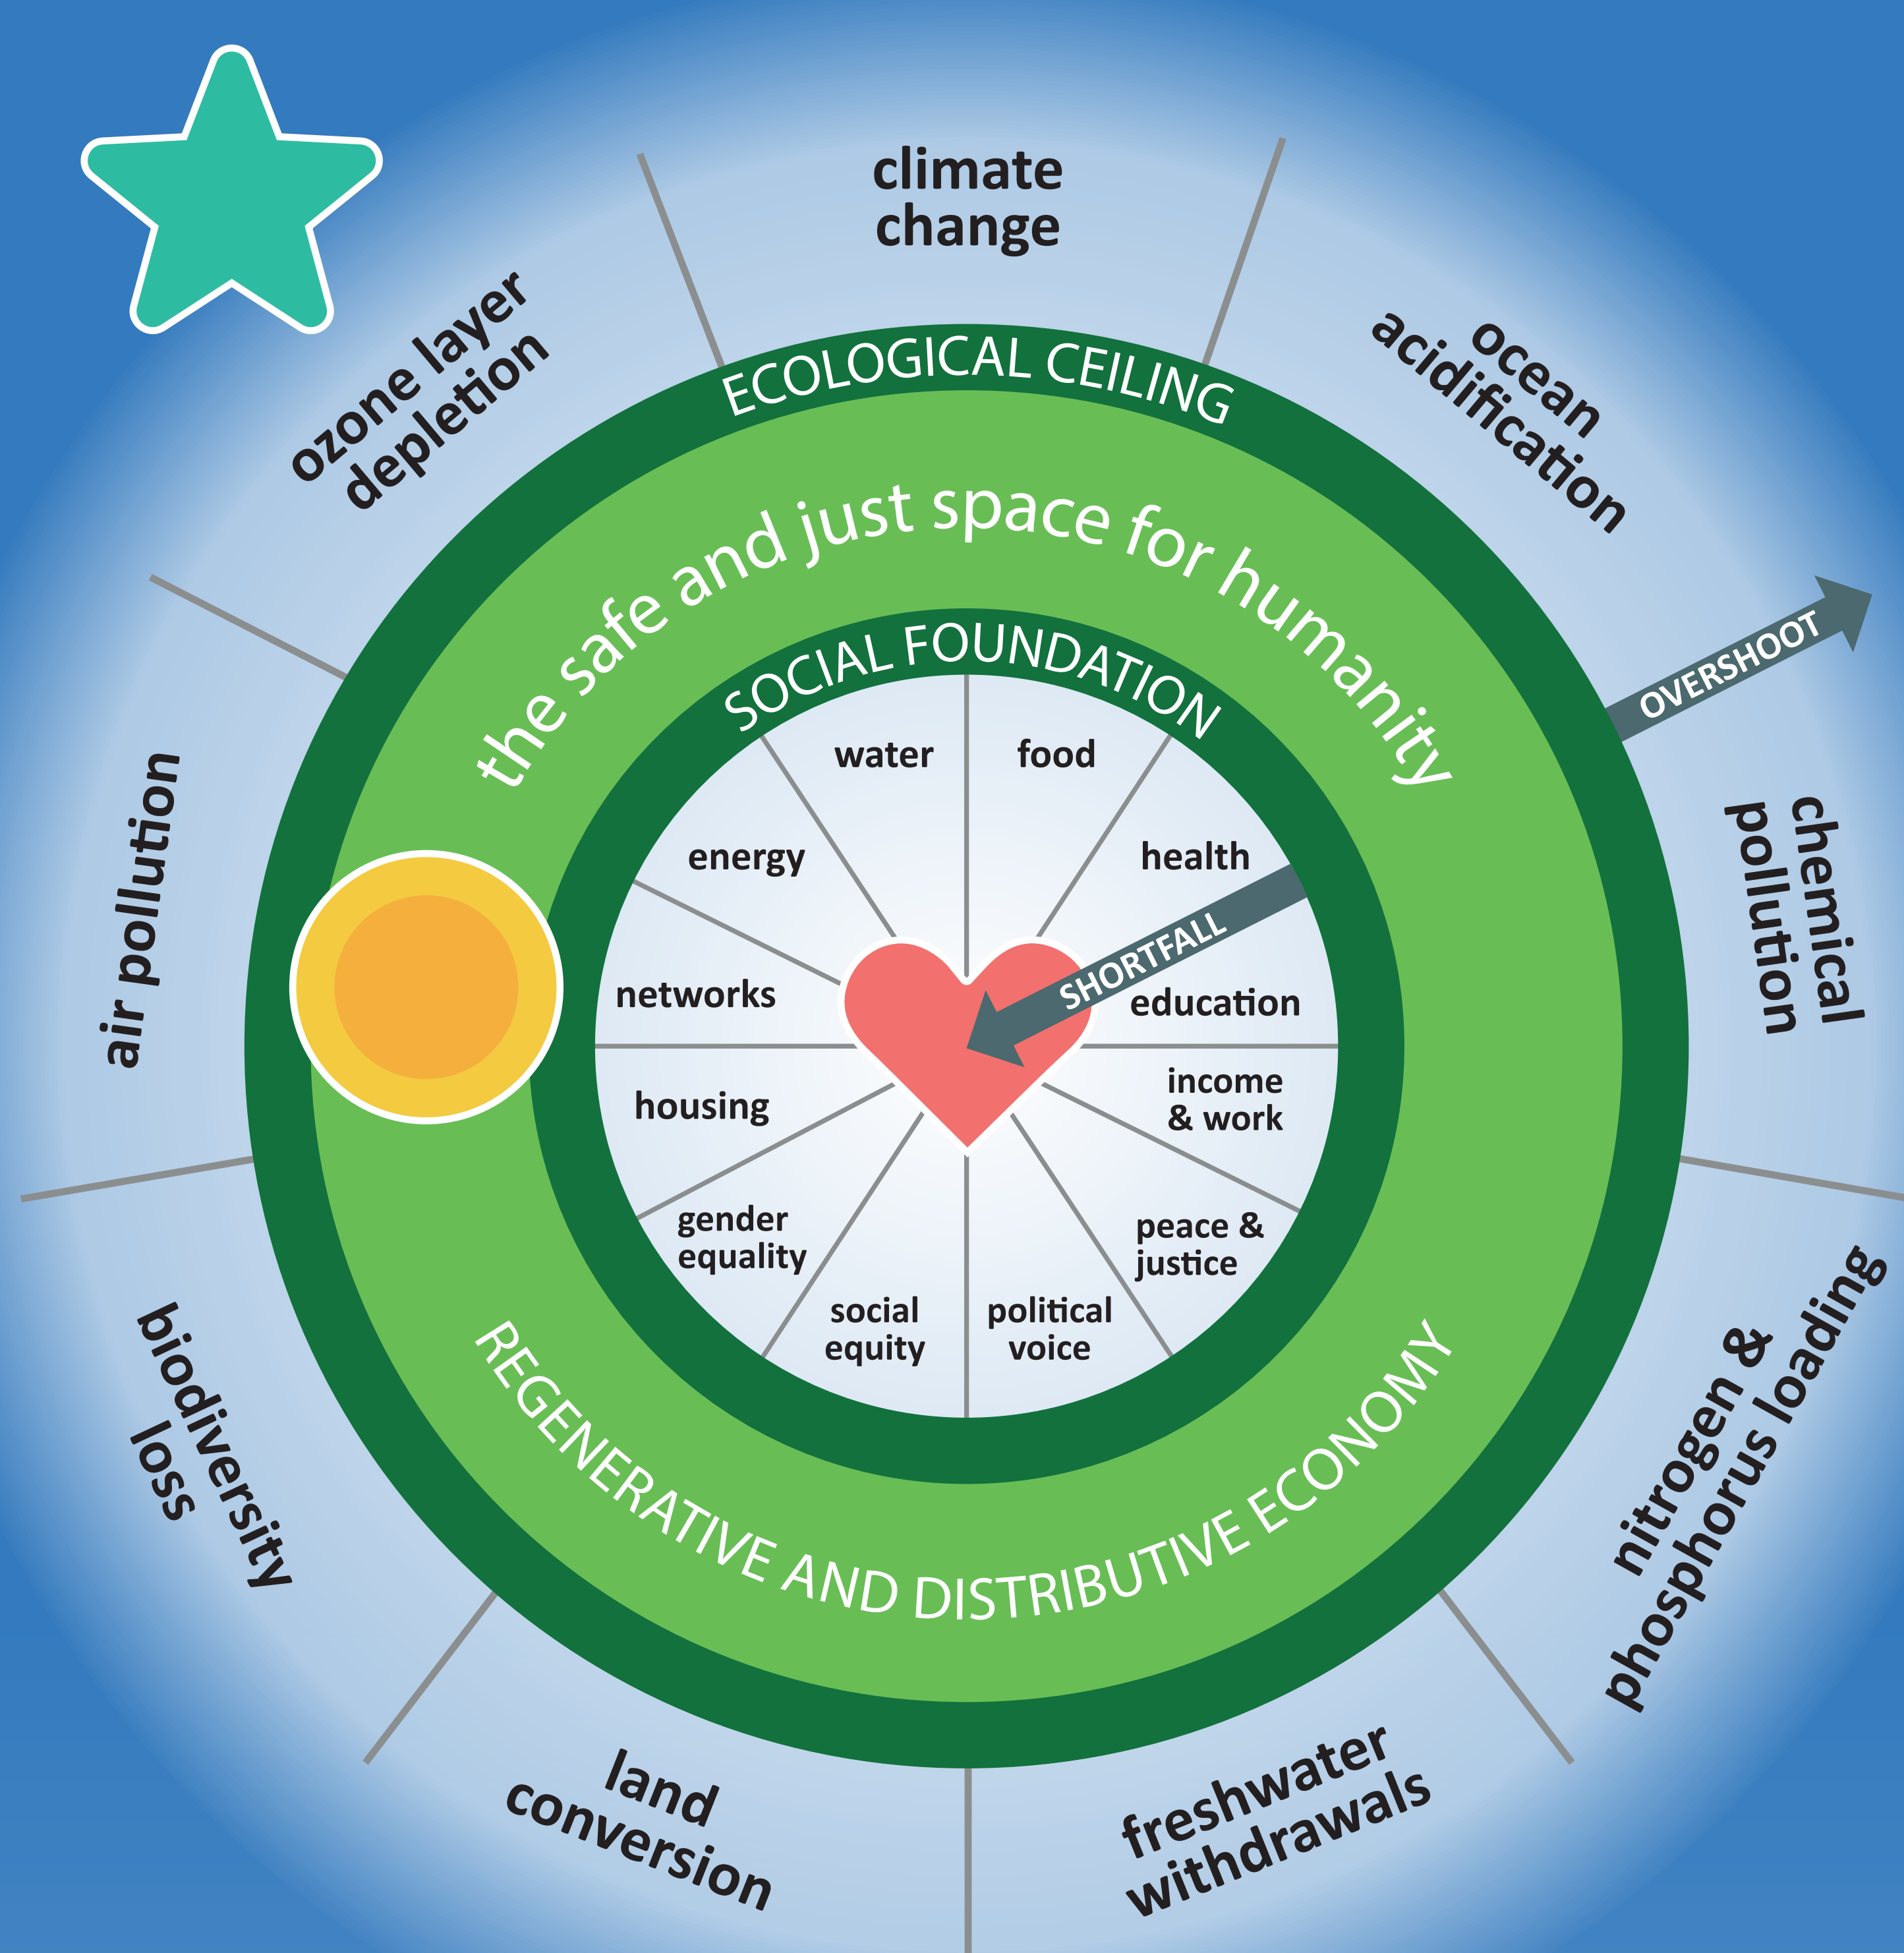 climate
change
ocean
acidification
chemical
pollution
nitrogen &
phosphorus loading
freshwater
withdrawals
land
conversion
biodiversity
loss
air pollution
ozone layer
depletion
OVERSHOOT
ECOLOGICAL CEILING
the safe and just space for humanity
SOCIAL FOUNDATION
water
food
health
SHORTFALL
education
income
& work
peace &
justice
political
voice
social
equity
gender
equality
housing
networks
energy
REGENERATIVE AND DISTRIBUTIVE ECONOMY